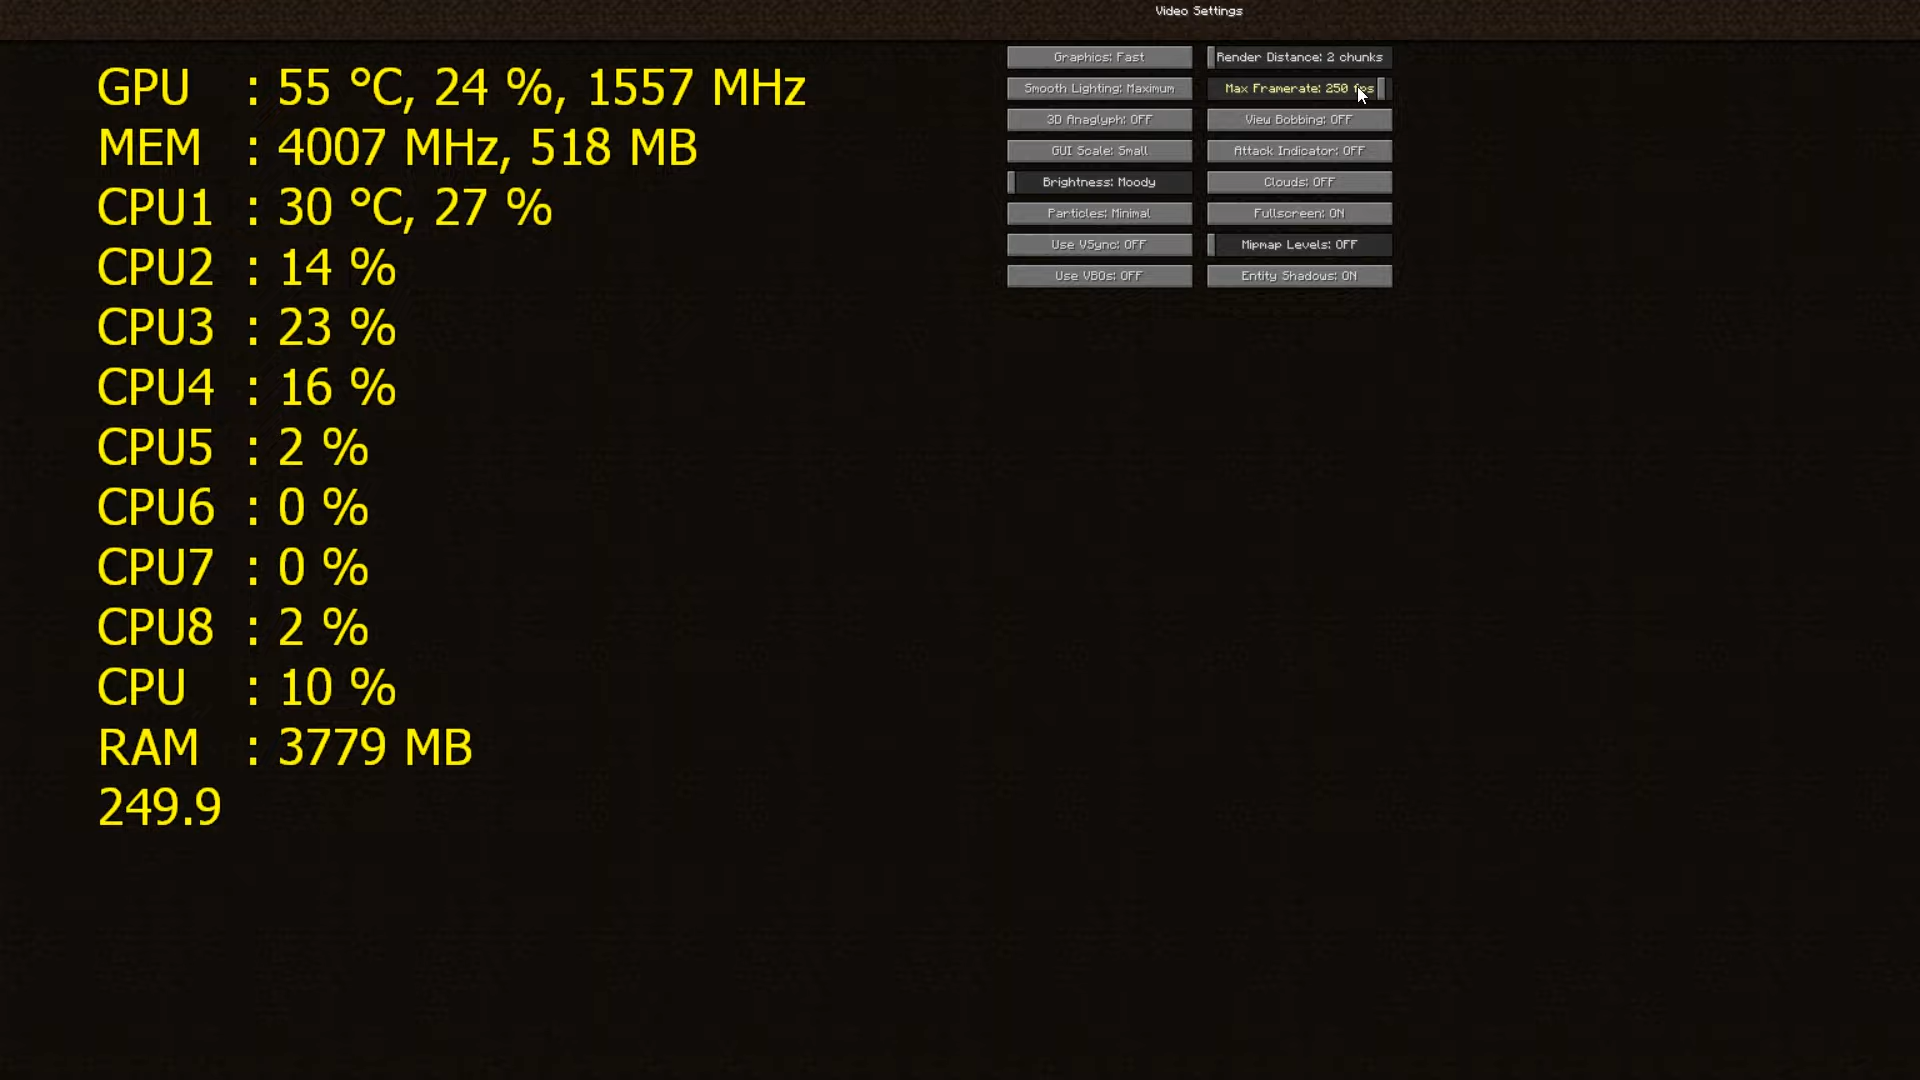 Video Settings
Graphics: Fast
Render Distance: 2 chunks
Smooth Lighting: Maximum
Max Framerate: 250 fps
3D Anaglyph: OFF
View Bobbing: OFF
GUI Scale: Small
Attack Indicator: OFF
Brightness: Moody
Clouds: OFF
Particles: Minimal
Fullscreen: ON
Use VSync: OFF
Mipmap Levels: OFF
Use VBOs: OFF
Entity Shadows: ON
GPU : 55 °C, 24 %, 1557 MHz
MEM : 4007 MHz, 518 MB
CPU1 : 30 °C, 27 %
CPU2 : 14 %
CPU3 : 23 %
CPU4 : 16 %
CPU5 : 2 %
CPU6 : 0 %
CPU7 : 0 %
CPU8 : 2 %
CPU : 10 %
RAM : 3779 MB
249.9